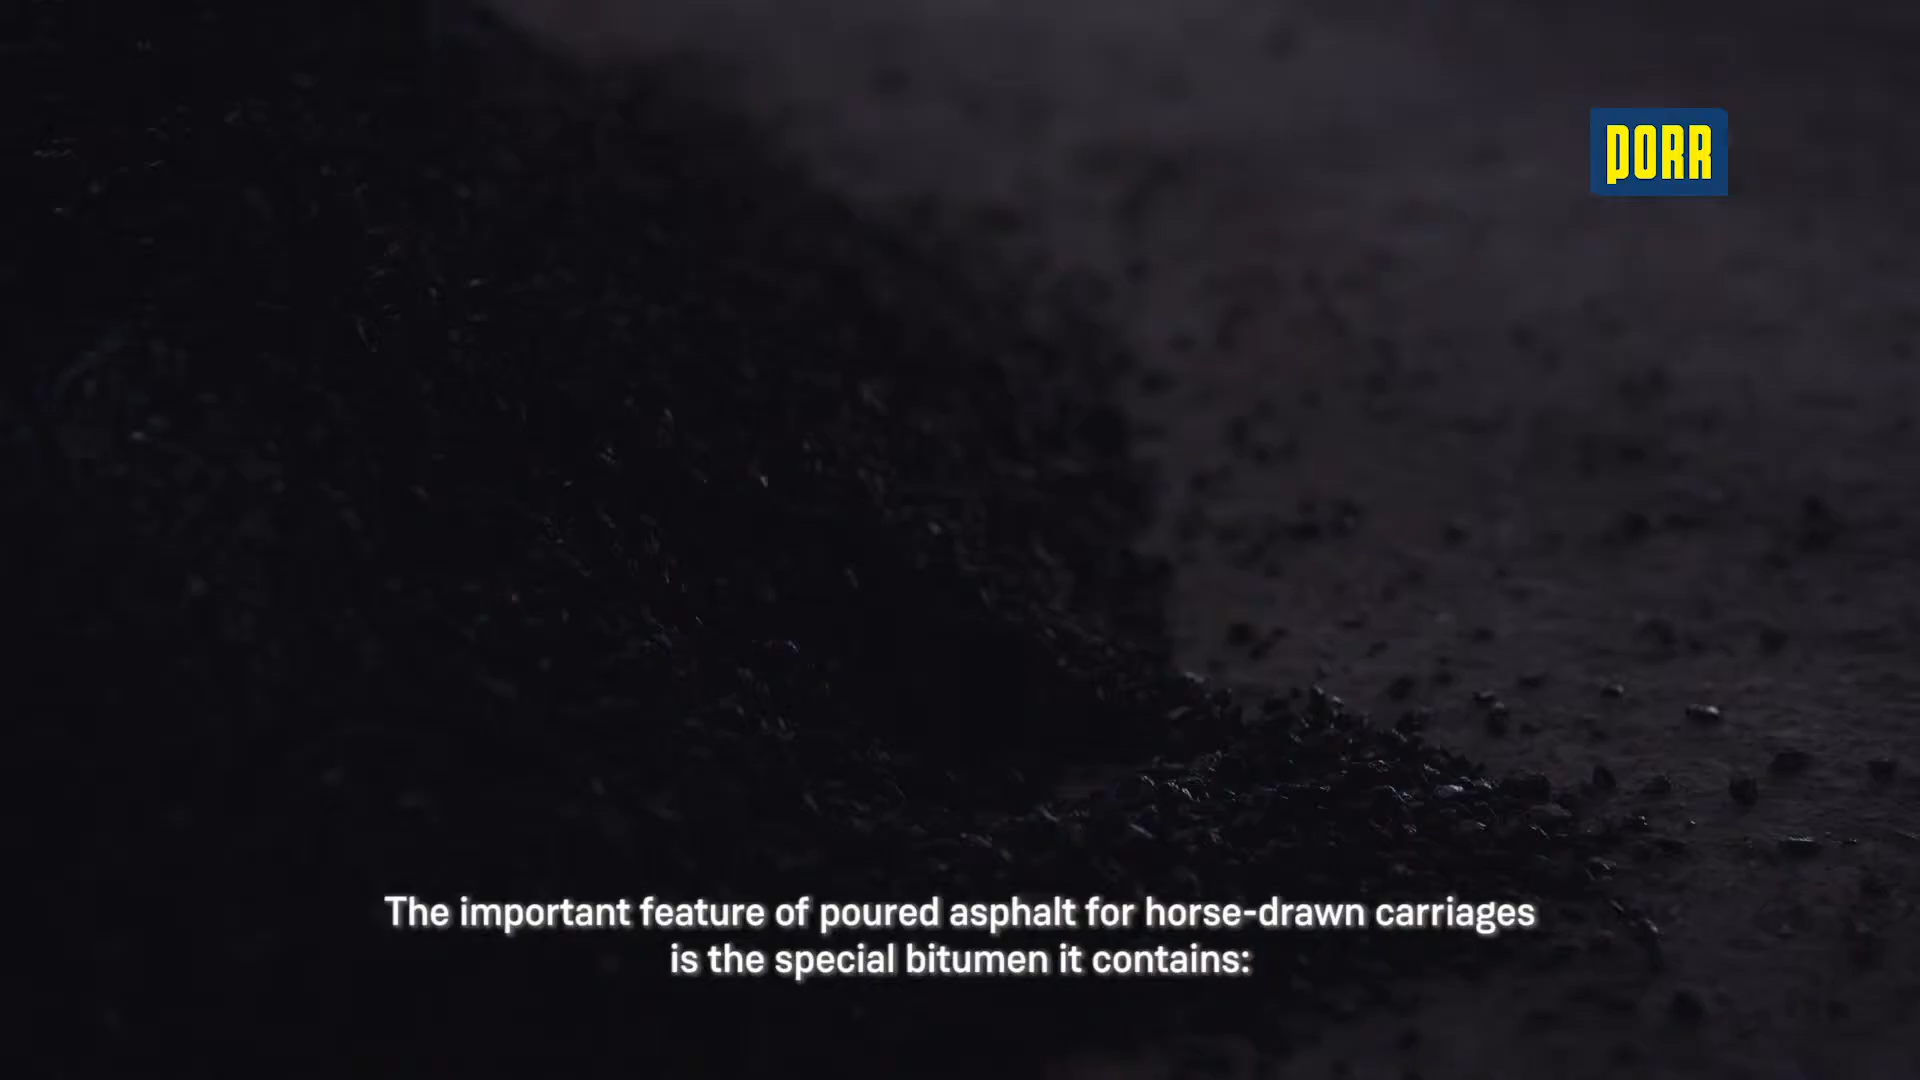 PORR
The important feature of poured asphalt for horse-drawn carriages
is the special bitumen it contains: